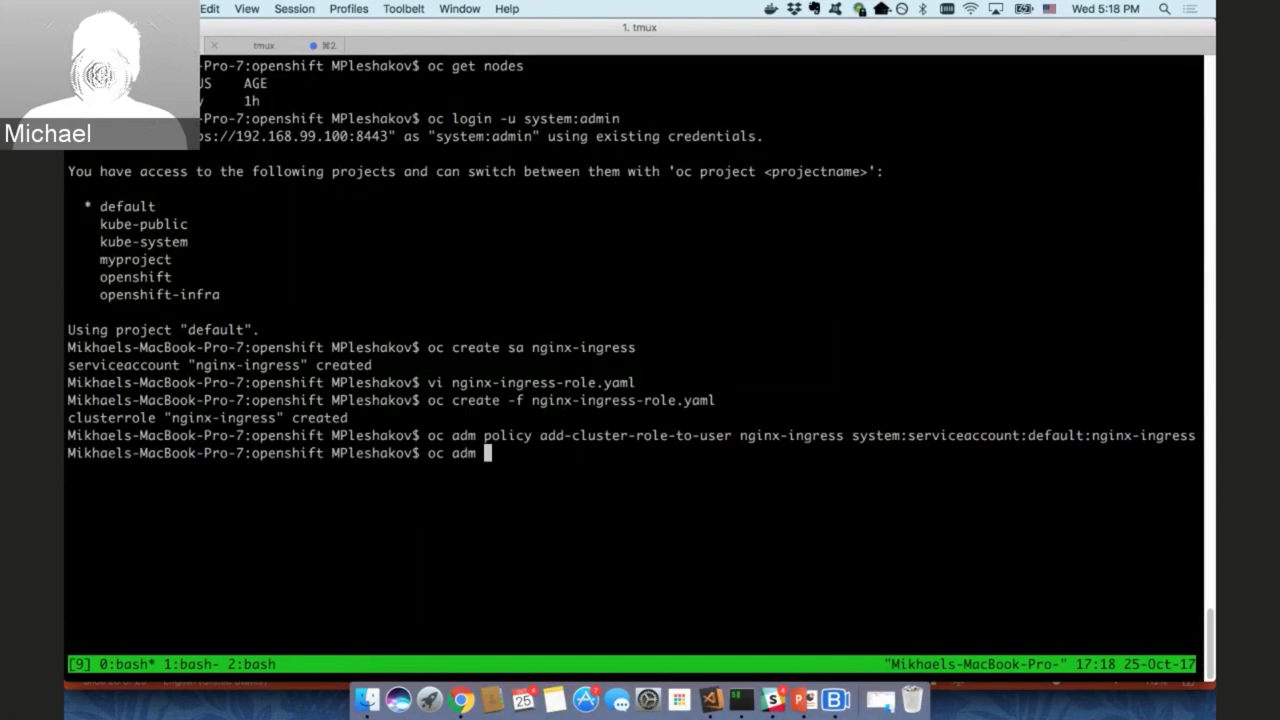 Edit View Session Profiles Toolbelt Window Help Wed 5:18 PM
1. tmux
tmux ⌘2
-Pro-7:openshift MPleshakov$ oc get nodes
US AGE
y 1h
-Pro-7:openshift MPleshakov$ oc login -u system:admin
ps://192.168.99.100:8443" as "system:admin" using existing credentials.
Michael
You have access to the following projects and can switch between them with 'oc project <projectname>':
* default
kube-public
kube-system
myproject
openshift
openshift-infra
Using project "default".
Mikhaels-MacBook-Pro-7:openshift MPleshakov$ oc create sa nginx-ingress
serviceaccount "nginx-ingress" created
Mikhaels-MacBook-Pro-7:openshift MPleshakov$ vi nginx-ingress-role.yaml
Mikhaels-MacBook-Pro-7:openshift MPleshakov$ oc create -f nginx-ingress-role.yaml
clusterrole "nginx-ingress" created
Mikhaels-MacBook-Pro-7:openshift MPleshakov$ oc adm policy add-cluster-role-to-user nginx-ingress system:serviceaccount:default:nginx-ingress
Mikhaels-MacBook-Pro-7:openshift MPleshakov$ oc adm
[9] 0:bash* 1:bash- 2:bash "Mikhaels-MacBook-Pro-" 17:18 25-Oct-17
25